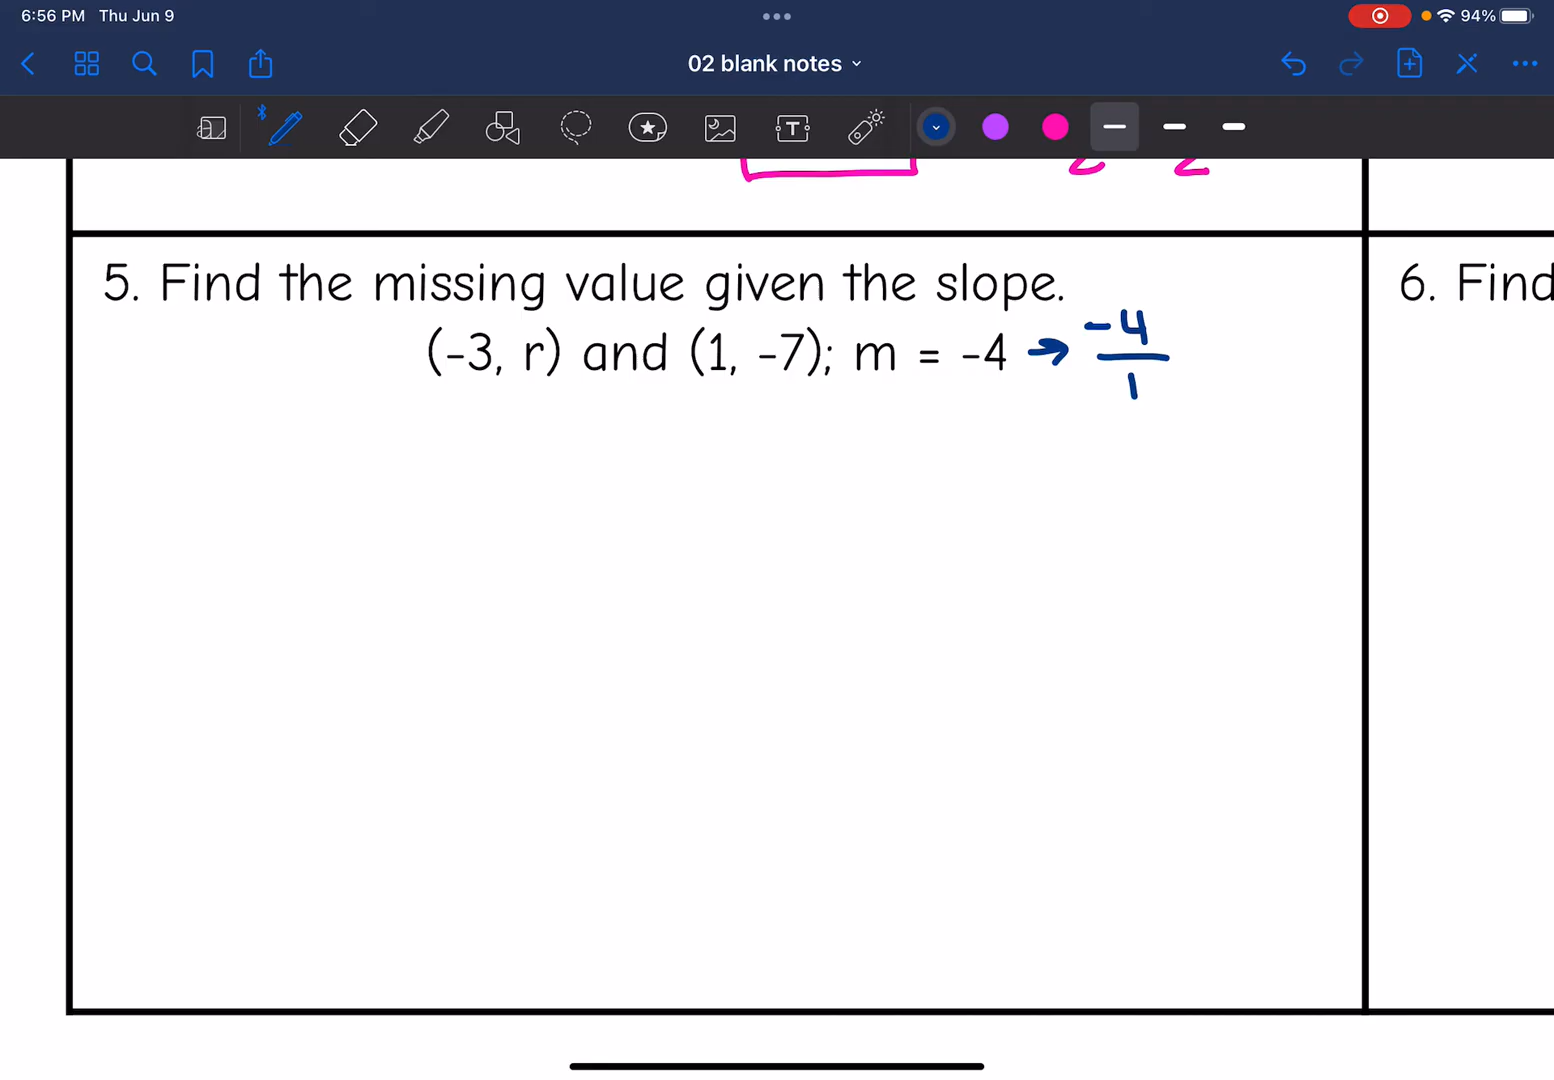 6:56 PM Thu Jun 9
94%
02 blank notes
T
5. Find the missing value given the slope.
(-3, r) and (1, -7); m = -4 → -4/1
6. Find